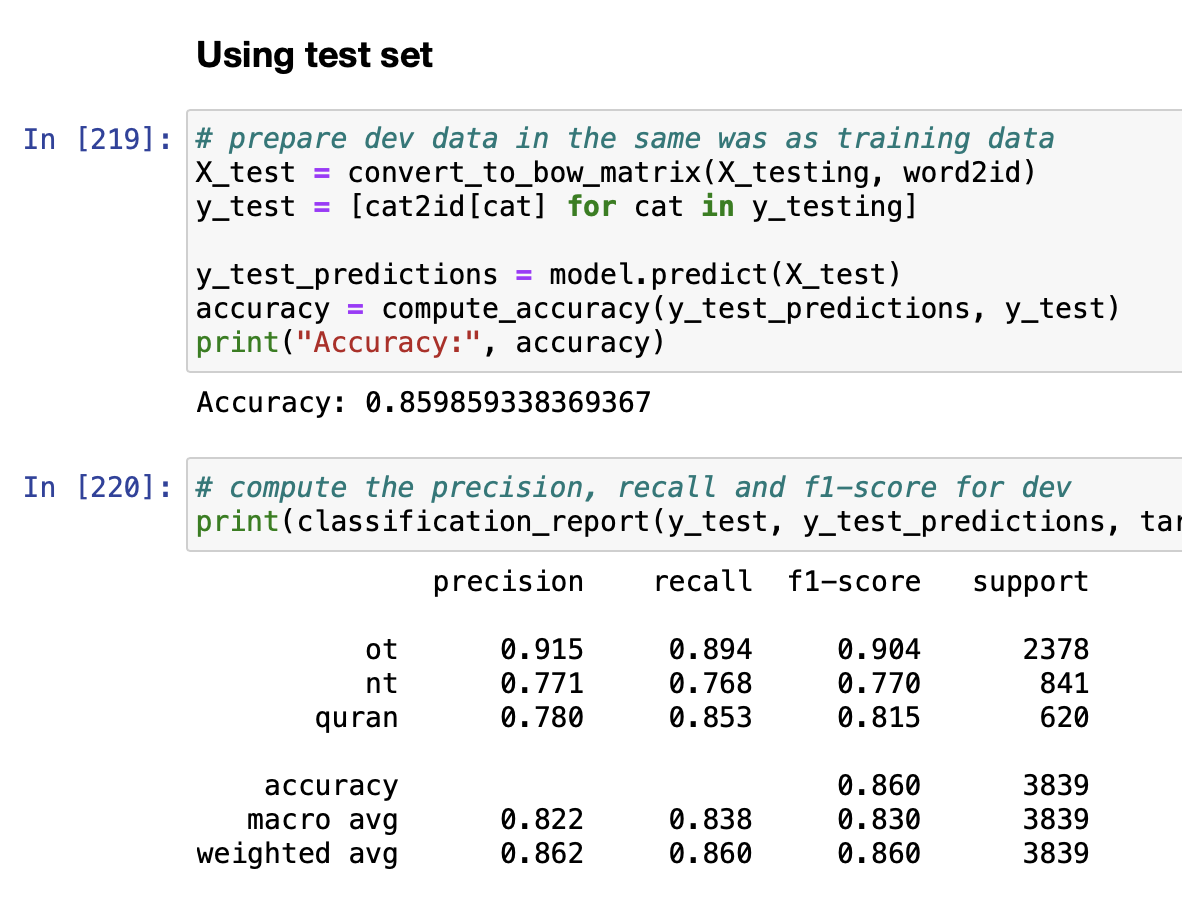 Using test set
In [219]:
# prepare dev data in the same was as training data
X_test = convert_to_bow_matrix(X_testing, word2id)
y_test = [cat2id[cat] for cat in y_testing]
y_test_predictions = model.predict(X_test)
accuracy = compute_accuracy(y_test_predictions, y_test)
print("Accuracy:", accuracy)
Accuracy: 0.859859338369367
In [220]:
# compute the precision, recall and f1-score for dev
print(classification_report(y_test, y_test_predictions, tar
precision recall f1-score support
ot 0.915 0.894 0.904 2378
nt 0.771 0.768 0.770 841
quran 0.780 0.853 0.815 620
accuracy 0.860 3839
macro avg 0.822 0.838 0.830 3839
weighted avg 0.862 0.860 0.860 3839